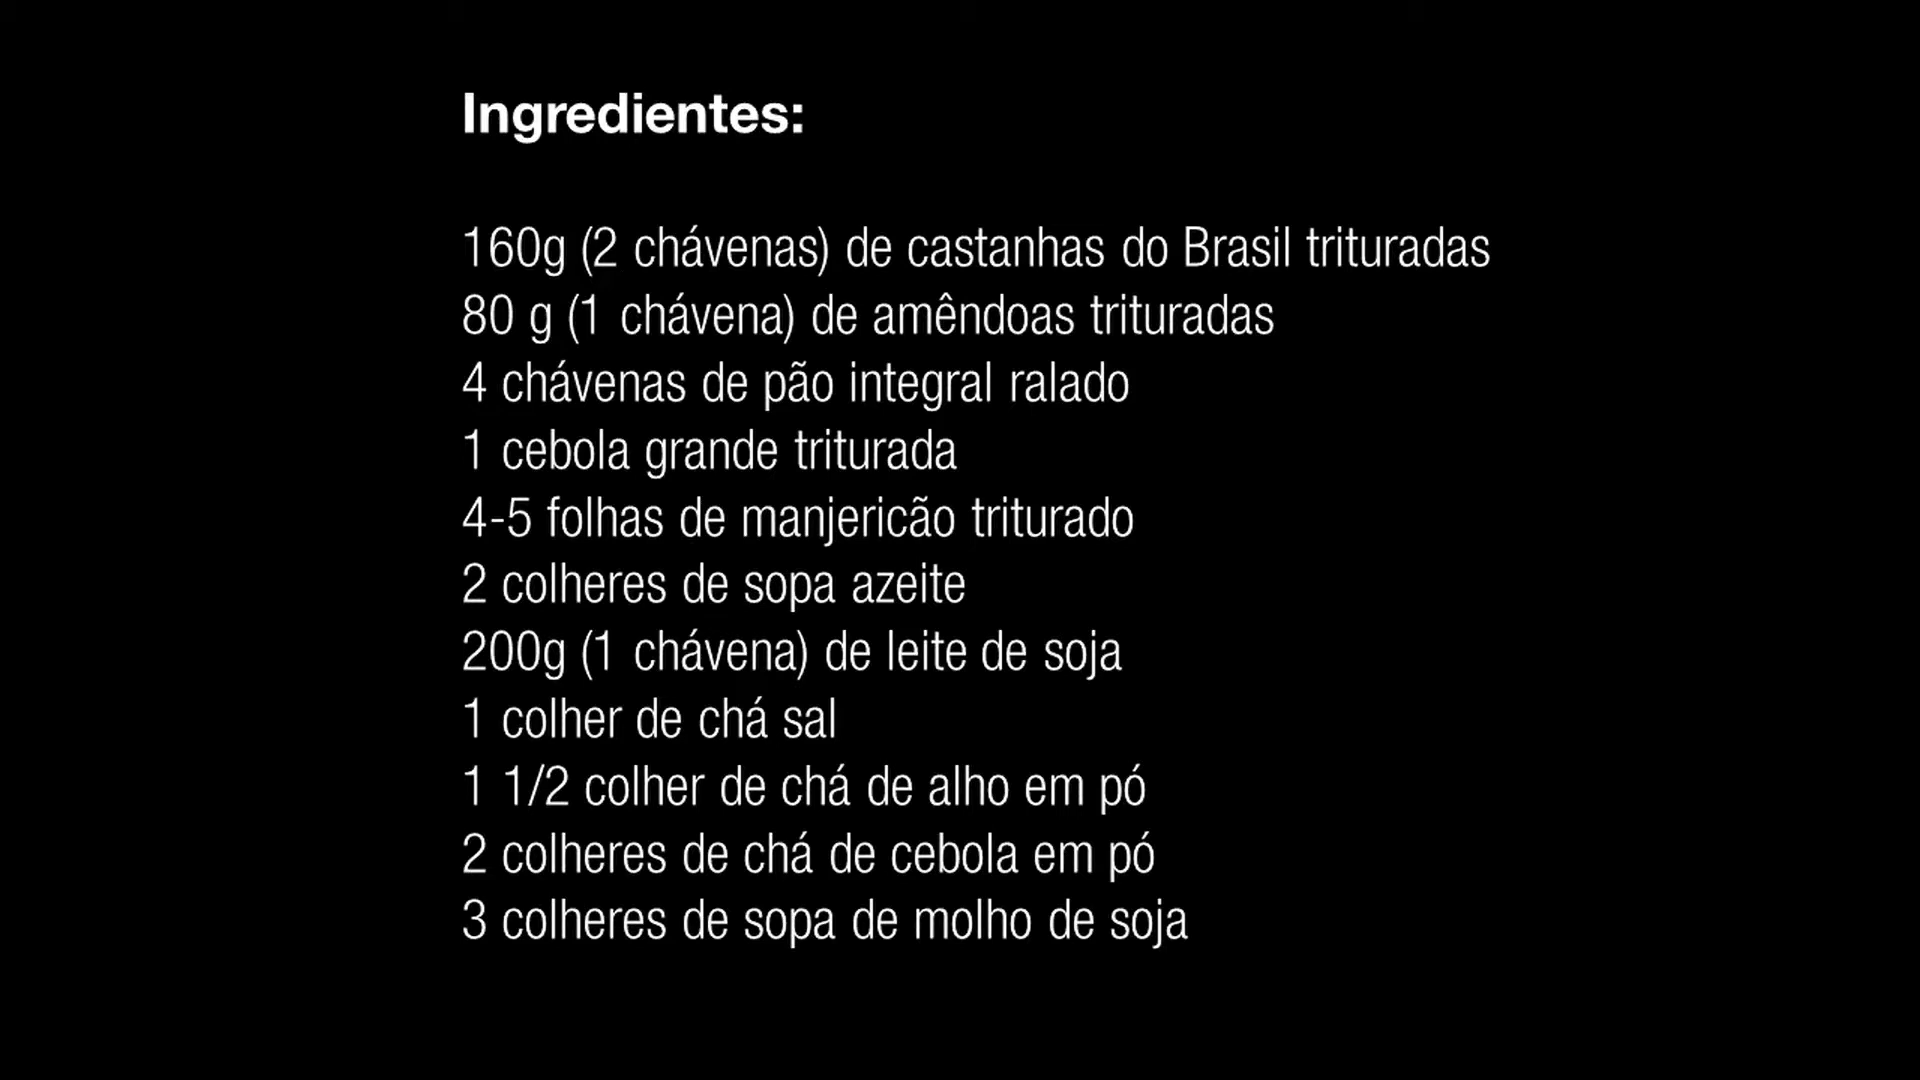 Ingredientes:
160g (2 chávenas) de castanhas do Brasil trituradas
80 g (1 chávena) de amêndoas trituradas
4 chávenas de pão integral ralado
1 cebola grande triturada
4-5 folhas de manjericão triturado
2 colheres de sopa azeite
200g (1 chávena) de leite de soja
1 colher de chá sal
1 1/2 colher de chá de alho em pó
2 colheres de chá de cebola em pó
3 colheres de sopa de molho de soja